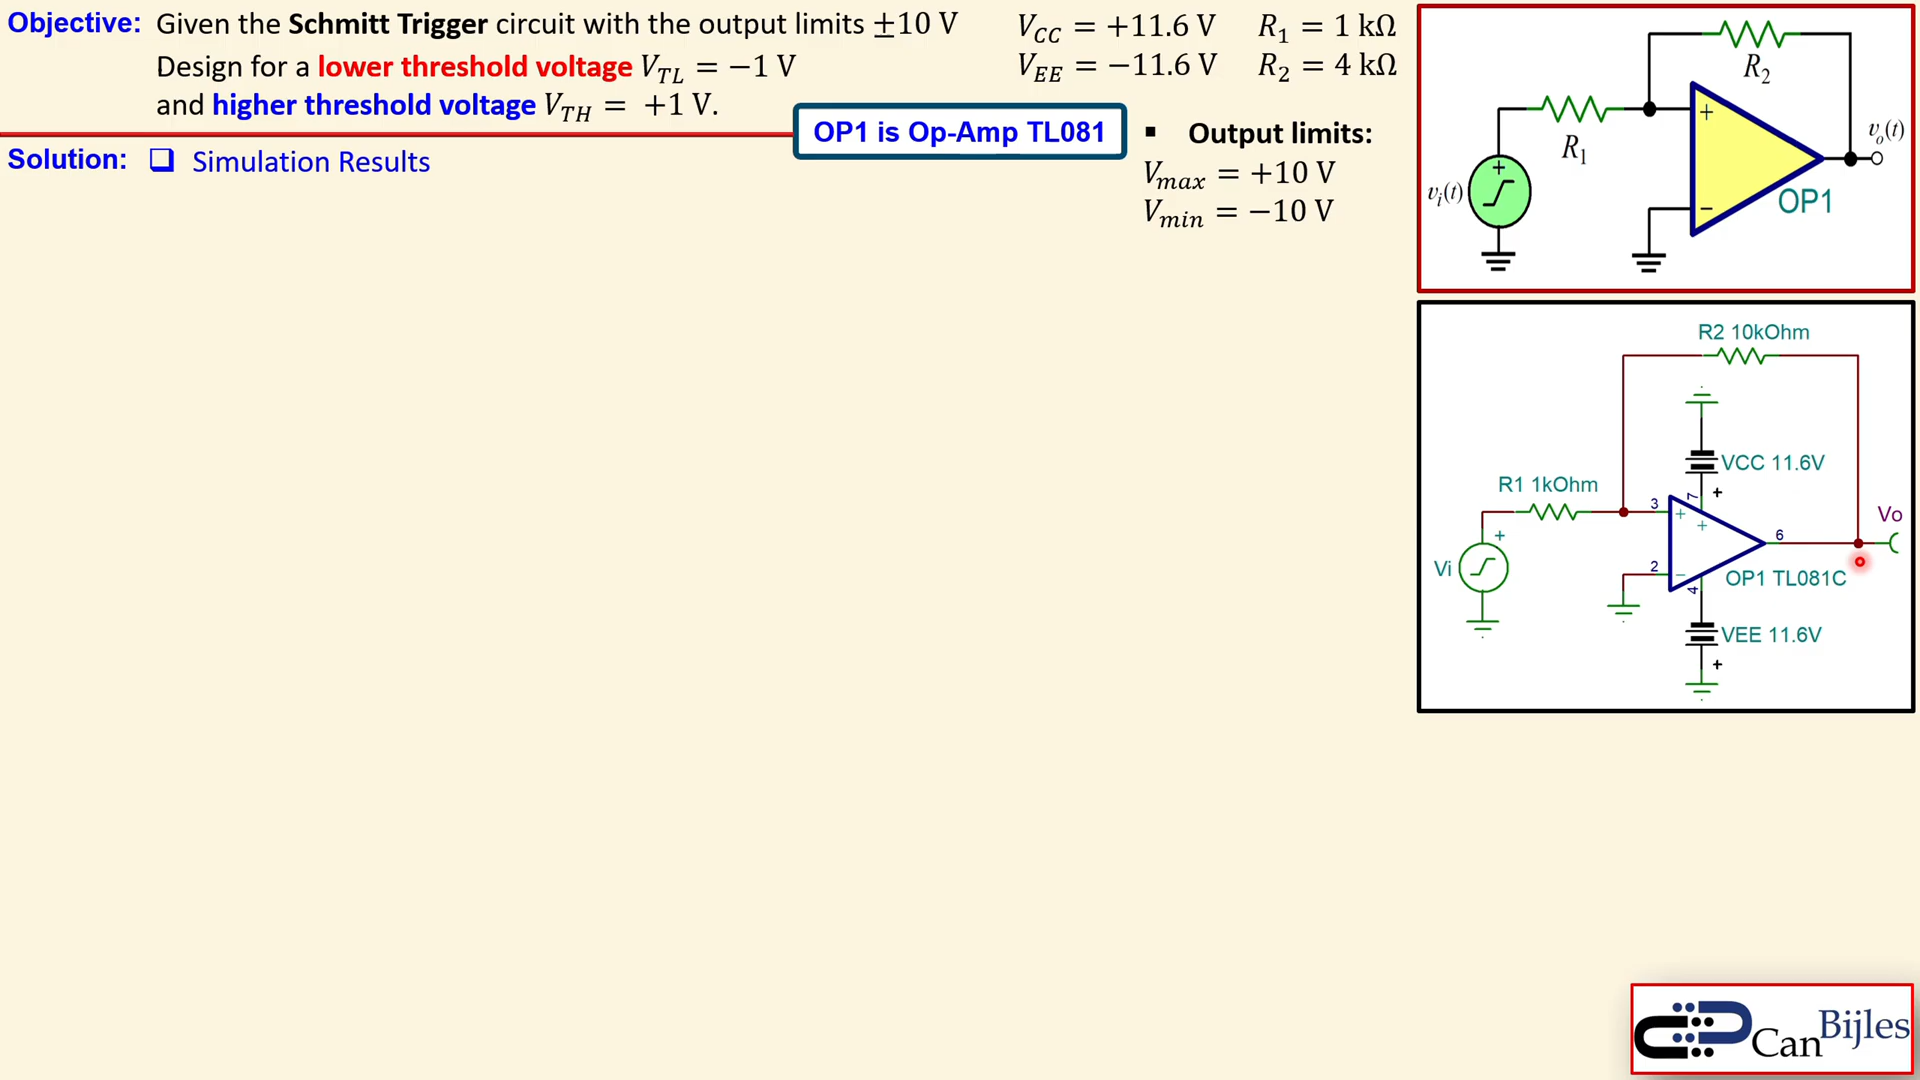 Objective: Given the Schmitt Trigger circuit with the output limits ±10 V
Design for a lower threshold voltage V_TL = −1 V
and higher threshold voltage V_TH = +1 V.
V_CC = +11.6 V R_1 = 1 kΩ
V_EE = −11.6 V R_2 = 4 kΩ
OP1 is Op-Amp TL081
▪ Output limits:
V_max = +10 V
V_min = −10 V
Solution: ❑ Simulation Results
R_2
R_1
+
+
−
v_i(t)
v_o(t)
OP1
R2 10kOhm
VCC 11.6V
+
R1 1kOhm
3
7
+
+
6
Vo
+
Vi
2
−
4
OP1 TL081C
VEE 11.6V
+
CanBijles